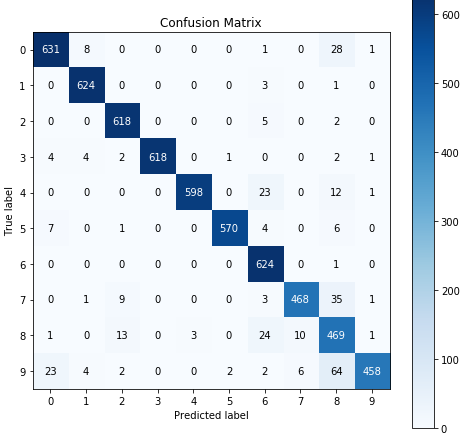 Confusion Matrix
0 631 8 0 0 0 0 1 0 28 1
1 0 624 0 0 0 0 3 0 1 0
2 0 0 618 0 0 0 5 0 2 0
3 4 4 2 618 0 1 0 0 2 1
4 0 0 0 0 598 0 23 0 12 1
5 7 0 1 0 0 570 4 0 6 0
6 0 0 0 0 0 0 624 0 1 0
7 0 1 9 0 0 0 3 468 35 1
8 1 0 13 0 3 0 24 10 469 1
9 23 4 2 0 0 2 2 6 64 458
0 1 2 3 4 5 6 7 8 9
True label
Predicted label
600
500
400
300
200
100
0